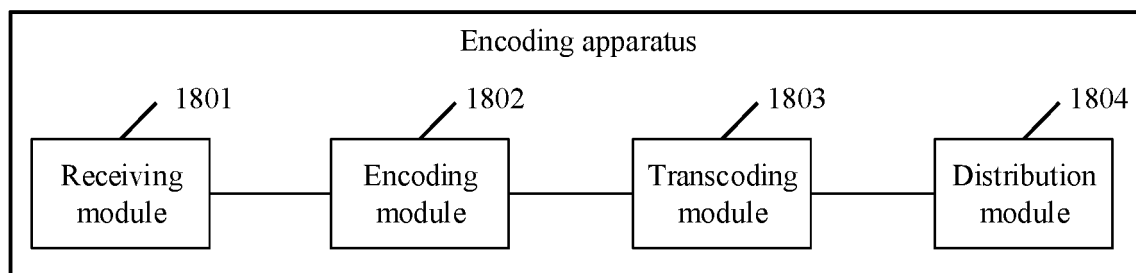 Encoding apparatus
1801
1802
1803
1804
Receiving
module
Encoding
module
Transcoding
module
Distribution
module